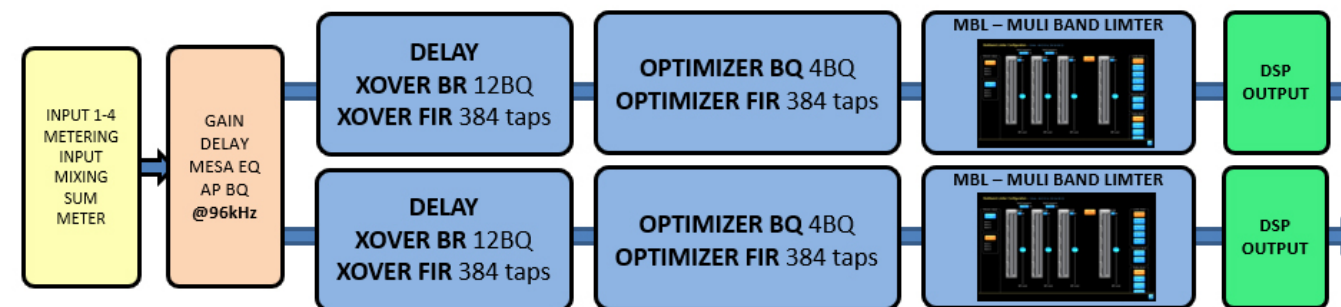 INPUT 1-4
METERING
INPUT
MIXING
SUM
METER
GAIN
DELAY
MESA EQ
AP BQ
@96kHz
DELAY
XOVER BR 12BQ
XOVER FIR 384 taps
OPTIMIZER BQ 4BQ
OPTIMIZER FIR 384 taps
MBL – MULI BAND LIMTER
DSP
OUTPUT
DELAY
XOVER BR 12BQ
XOVER FIR 384 taps
OPTIMIZER BQ 4BQ
OPTIMIZER FIR 384 taps
MBL – MULI BAND LIMTER
DSP
OUTPUT